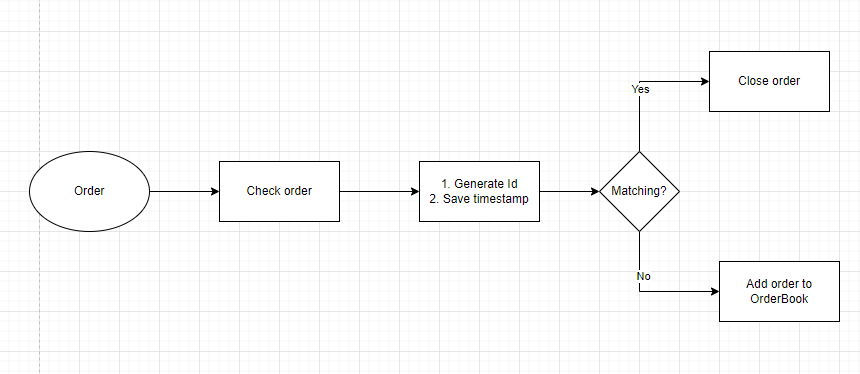 Order
Check order
1. Generate Id
2. Save timestamp
Matching?
Yes
Close order
No
Add order to
OrderBook